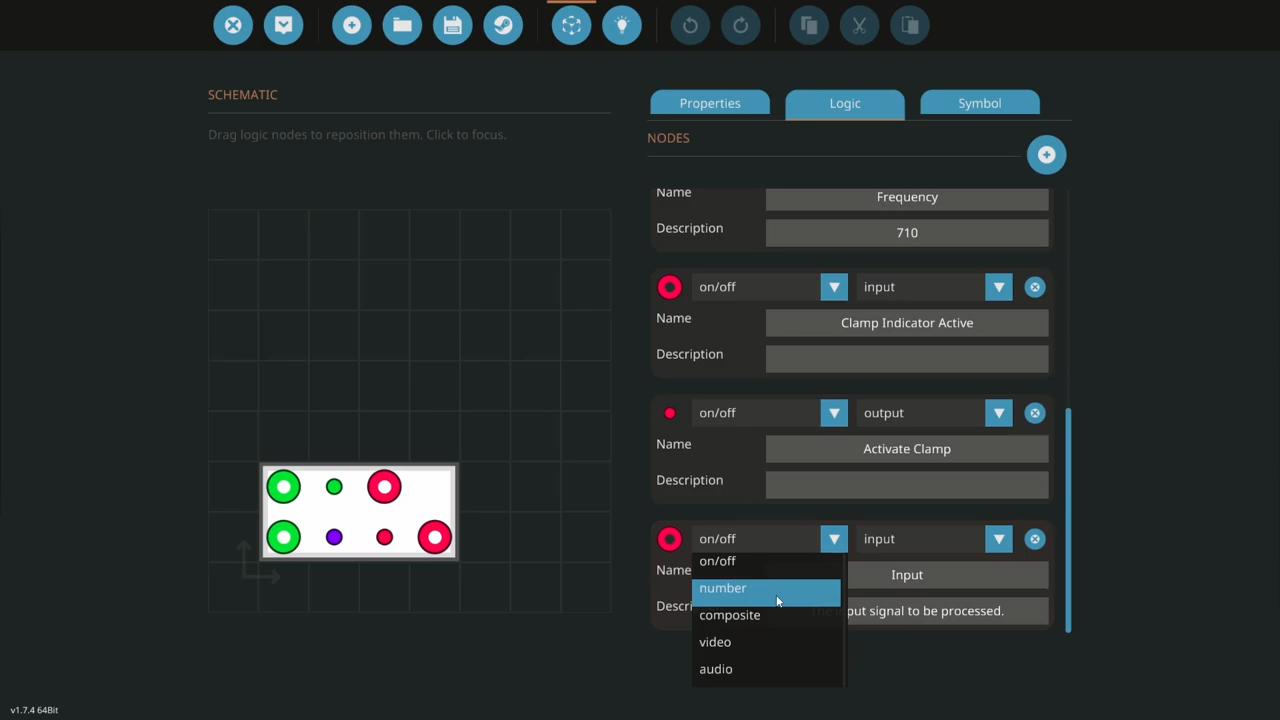 SCHEMATIC
Drag logic nodes to reposition them. Click to focus.
Properties
Logic
Symbol
NODES
Name
Frequency
Description
710
on/off
input
Name
Clamp Indicator Active
Description
on/off
output
Name
Activate Clamp
Description
on/off
input
on/off
Name
Input
number
Descri
put signal to be processed.
composite
video
audio
v1.7.4 64Bit